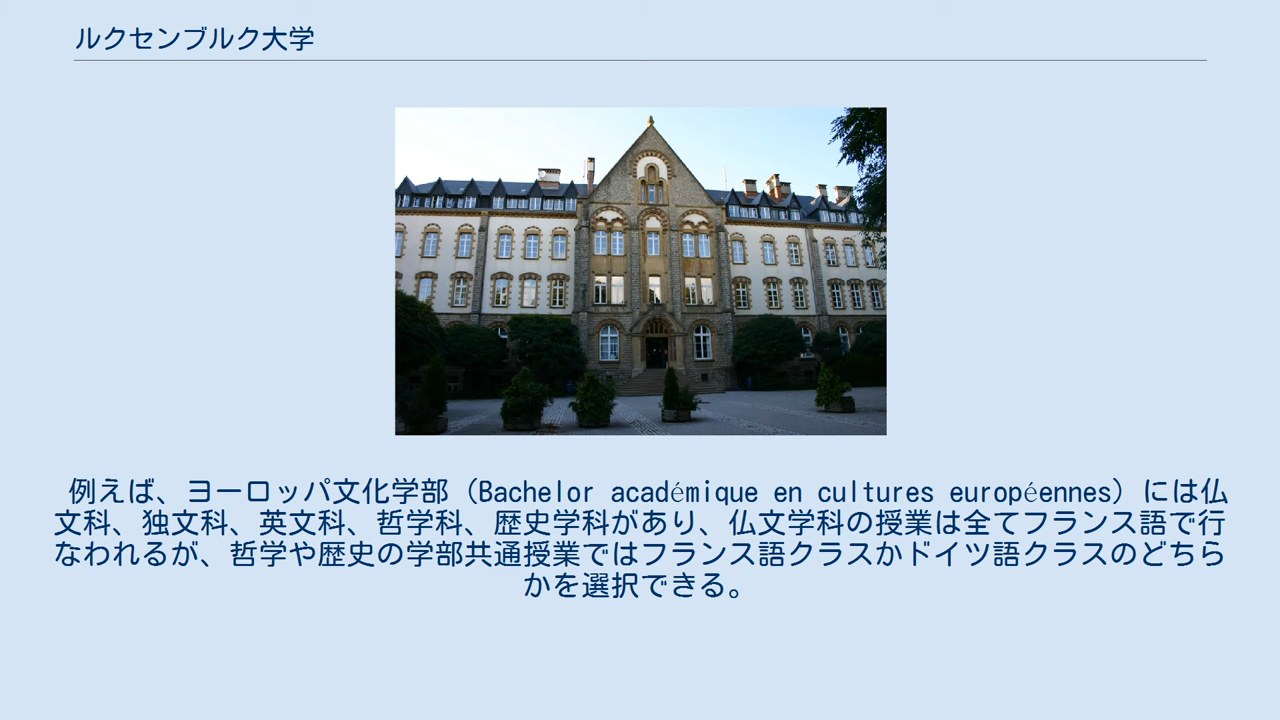 ルクセンブルク大学
例えば、ヨーロッパ文化学部（Bachelor académique en cultures européennes）には仏
文科、独文科、英文科、哲学科、歴史学科があり、仏文学科の授業は全てフランス語で行
なわれるが、哲学や歴史の学部共通授業ではフランス語クラスかドイツ語クラスのどちら
かを選択できる。